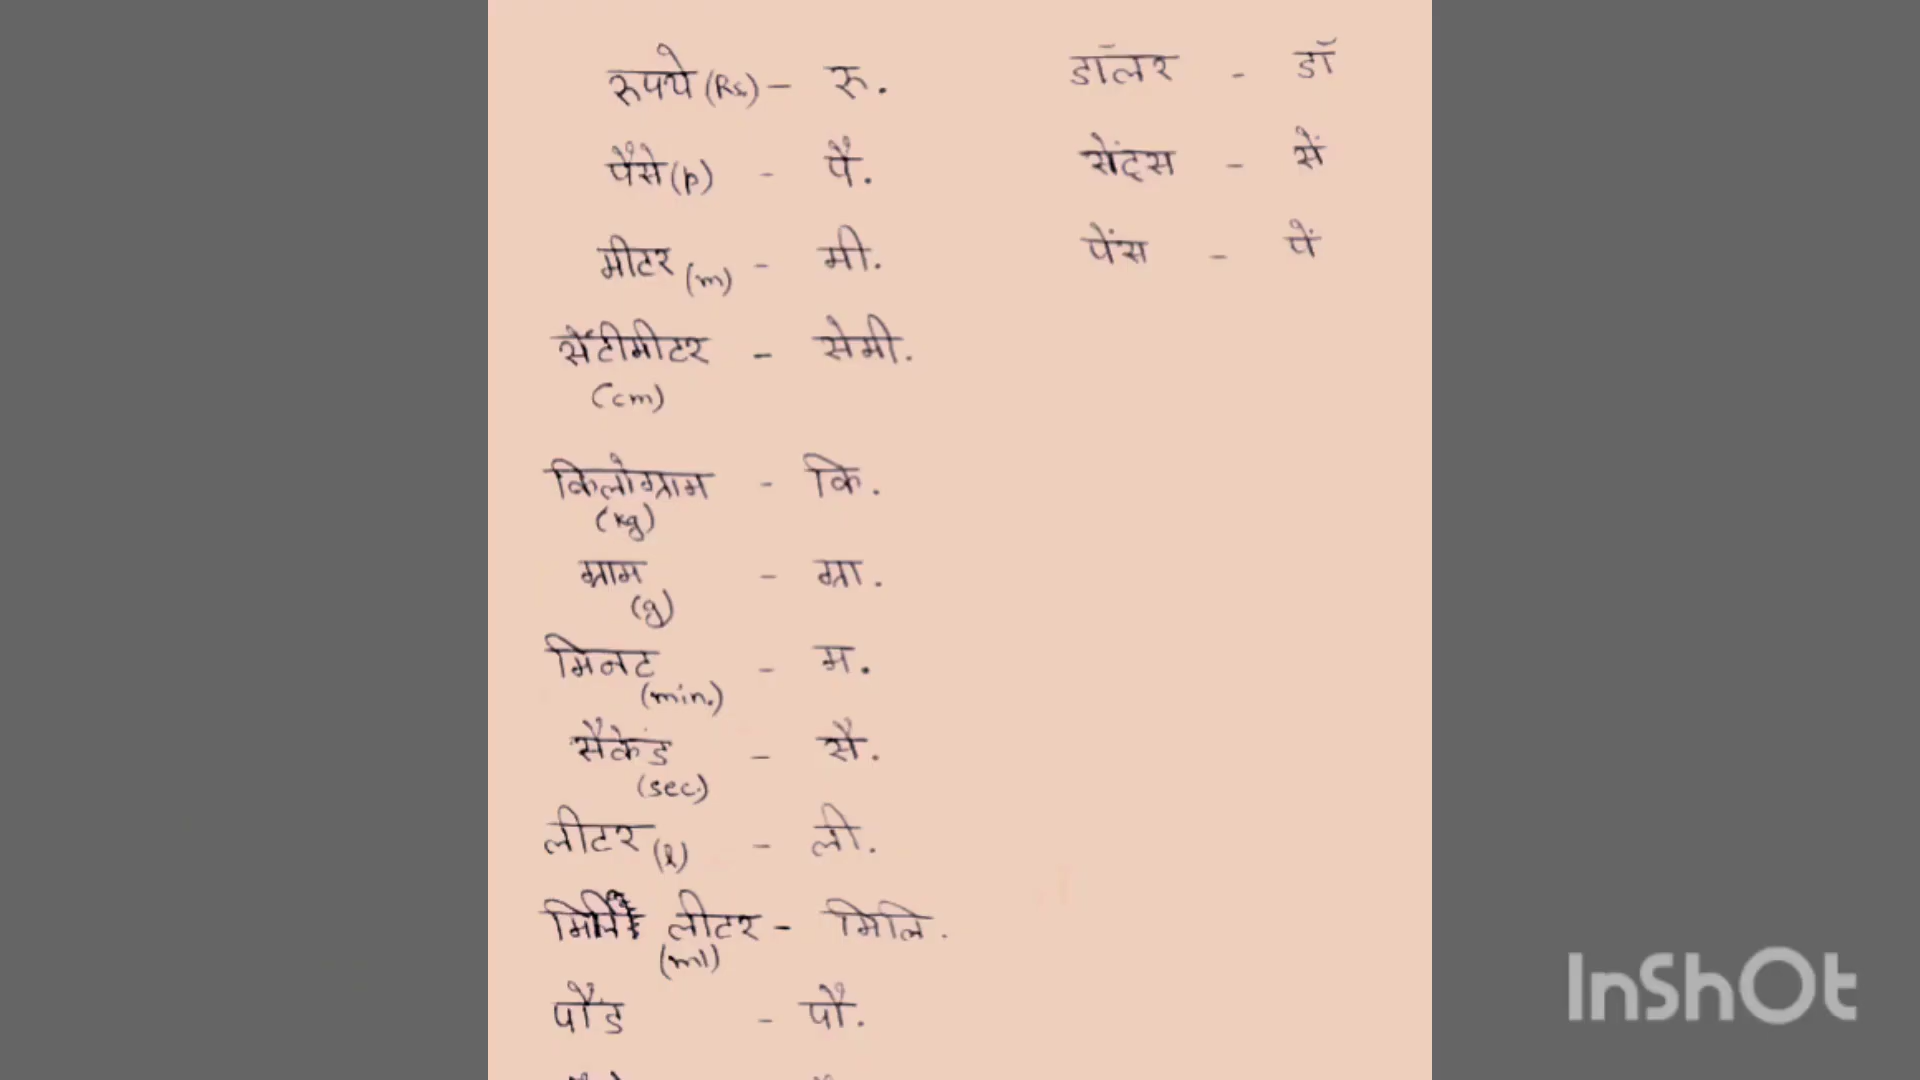 रुपये (Rs) - रु.
पैसे (p) - पै.
मीटर (m) - मी.
सेंटीमीटर - सेमी.
(cm)
किलोग्राम - कि.
(kg)
ग्राम - ग्रा.
(g)
मिनट - म.
(min.)
सैकेंड - सै.
(sec.)
लीटर (l) - ली.
मिलि लीटर - मिलि.
(ml)
पौंड - पौ.
डॉलर - डॉ
सेंट्स - सें
पेंस - पें
InShOt